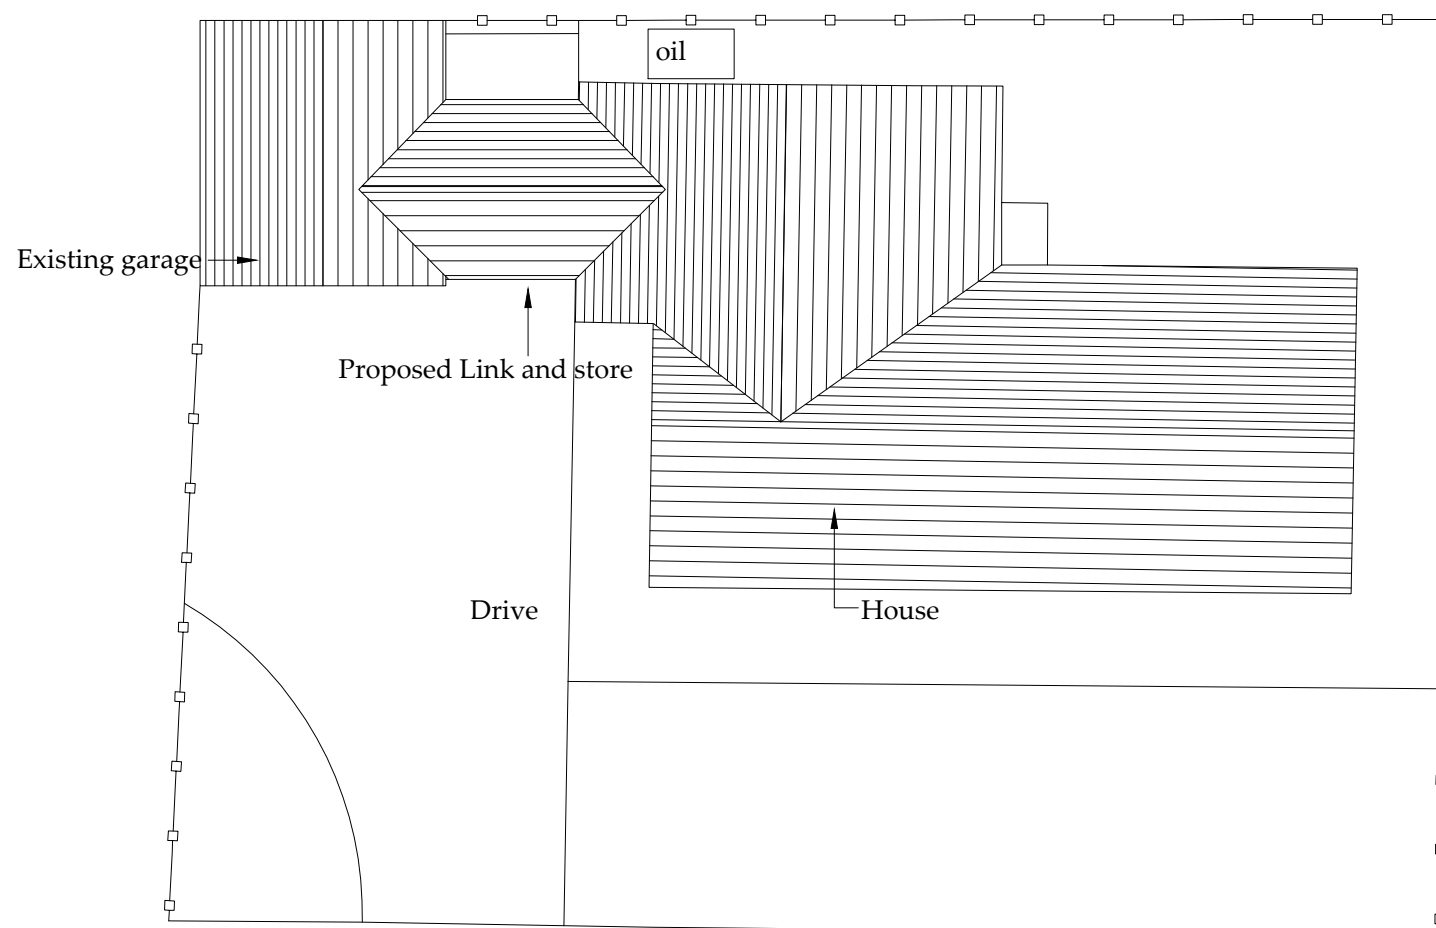 oil
Existing garage
Proposed Link and store
Drive
House